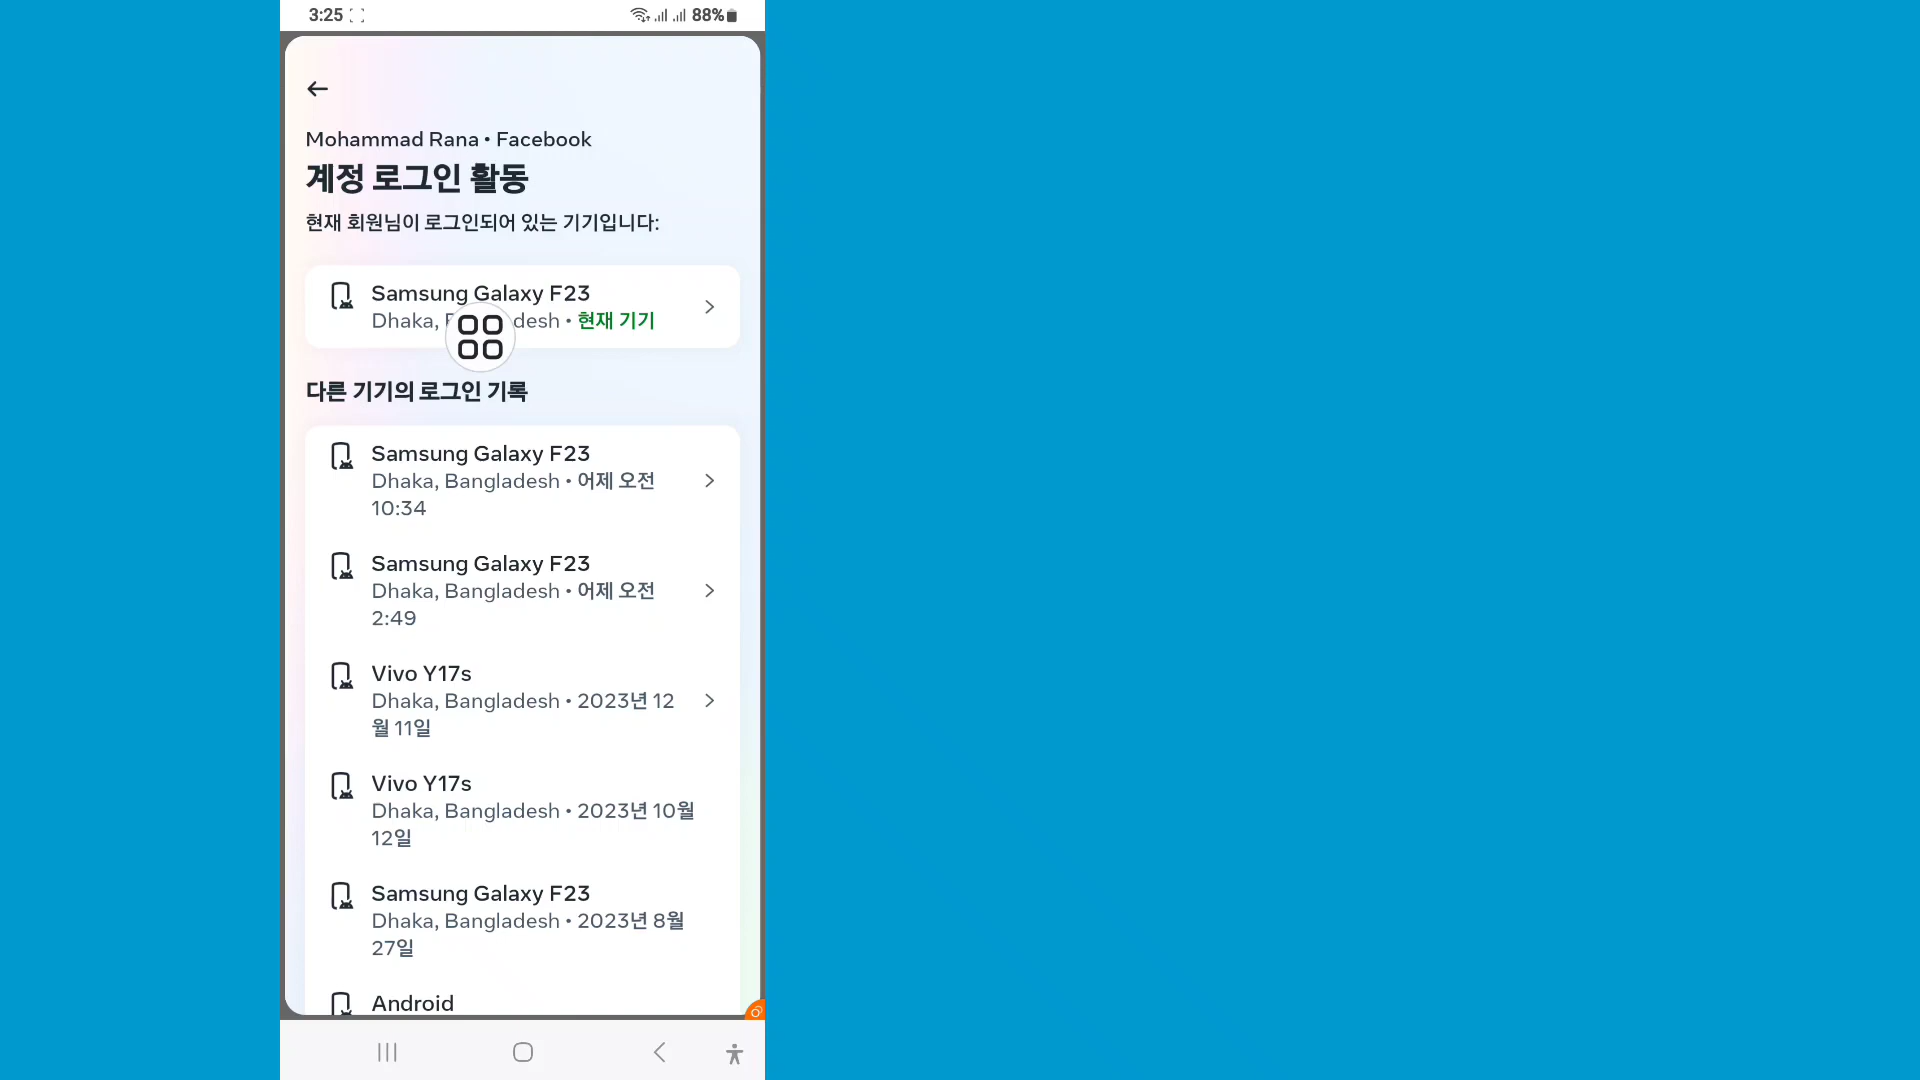 3:25
88%
Mohammad Rana • Facebook
계정 로그인 활동
현재 회원님이 로그인되어 있는 기기입니다:
Samsung Galaxy F23
Dhaka, desh • 현재 기기
다른 기기의 로그인 기록
Samsung Galaxy F23
Dhaka, Bangladesh • 어제 오전
10:34
Samsung Galaxy F23
Dhaka, Bangladesh • 어제 오전
2:49
Vivo Y17s
Dhaka, Bangladesh • 2023년 12
월 11일
Vivo Y17s
Dhaka, Bangladesh • 2023년 10월
12일
Samsung Galaxy F23
Dhaka, Bangladesh • 2023년 8월
27일
Android